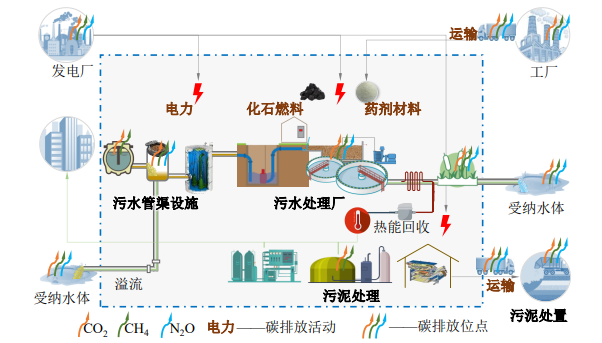 运输
发电厂
工厂
电力
化石燃料
药剂材料
污水管渠设施
污水处理厂
受纳水体
热能回收
溢流
受纳水体
污泥处理
运输
污泥处置
CO₂
CH₄
N₂O
电力——碳排放活动
——碳排放位点